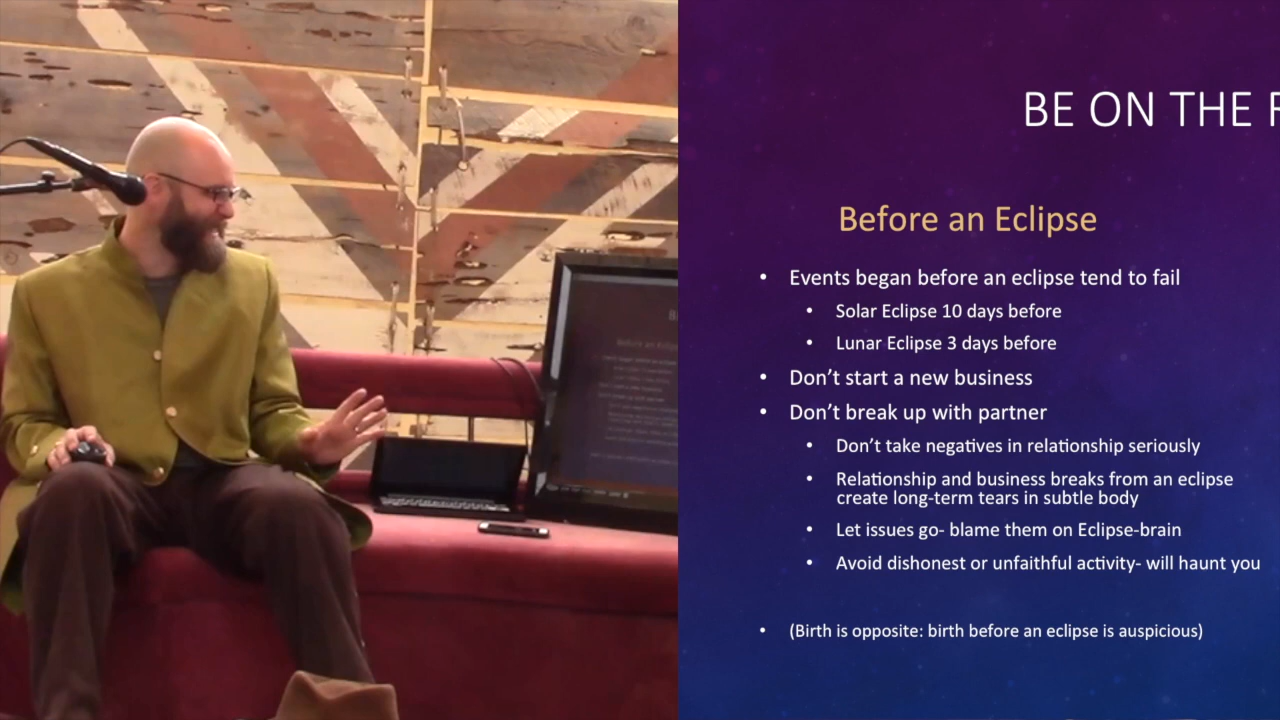 BE ON THE
Before an Eclipse
• Events began before an eclipse tend to fail
• Solar Eclipse 10 days before
• Lunar Eclipse 3 days before
• Don't start a new business
• Don't break up with partner
• Don't take negatives in relationship seriously
• Relationship and business breaks from an eclipse
create long-term tears in subtle body
• Let issues go- blame them on Eclipse-brain
• Avoid dishonest or unfaithful activity- will haunt you
• (Birth is opposite: birth before an eclipse is auspicious)